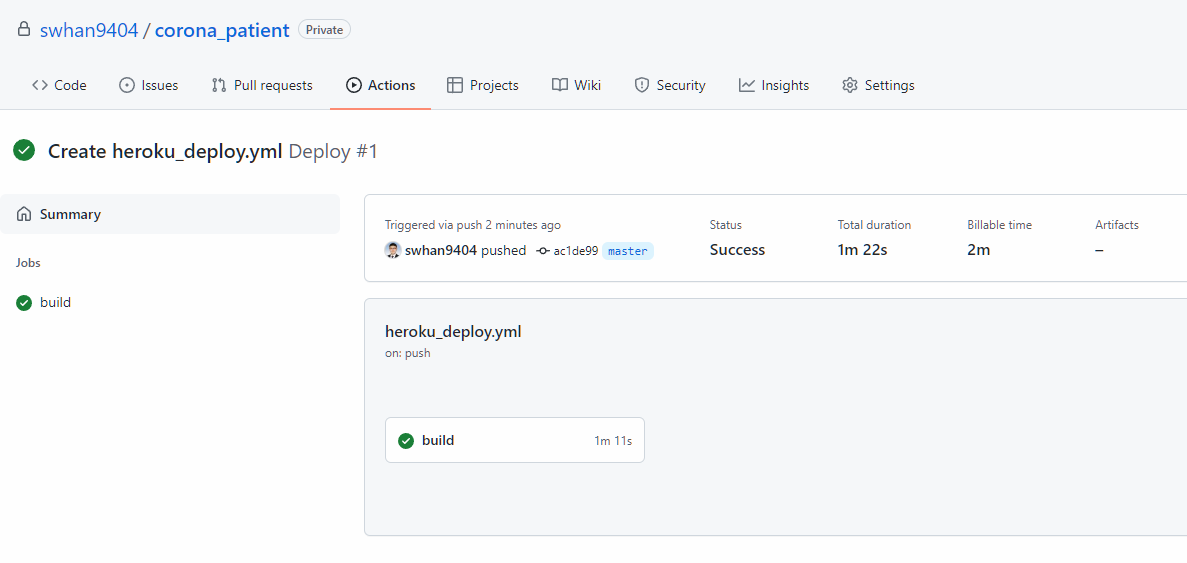 swhan9404 / corona_patient Private
Code Issues Pull requests Actions Projects Wiki Security Insights Settings
Create heroku_deploy.yml Deploy #1
Summary
Jobs
build
Triggered via push 2 minutes ago Status Total duration Billable time Artifacts
swhan9404 pushed ac1de99 master Success 1m 22s 2m –
heroku_deploy.yml
on: push
build 1m 11s